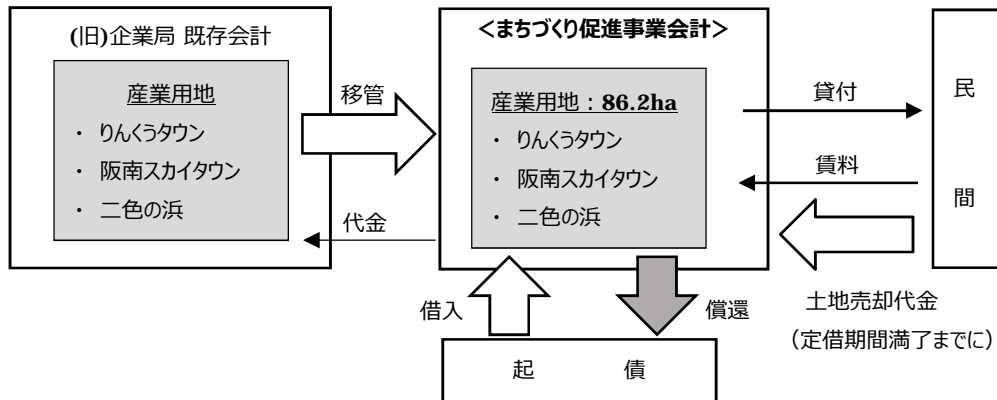 (旧)企業局 既存会計
産業用地
・ りんくうタウン
・ 阪南スカイタウン
・ 二色の浜
移管
代金
<まちづくり促進事業会計>
産業用地：86.2ha
・ りんくうタウン
・ 阪南スカイタウン
・ 二色の浜
貸付
賃料
民
間
土地売却代金
（定借期間満了までに）
借入
償還
起 債